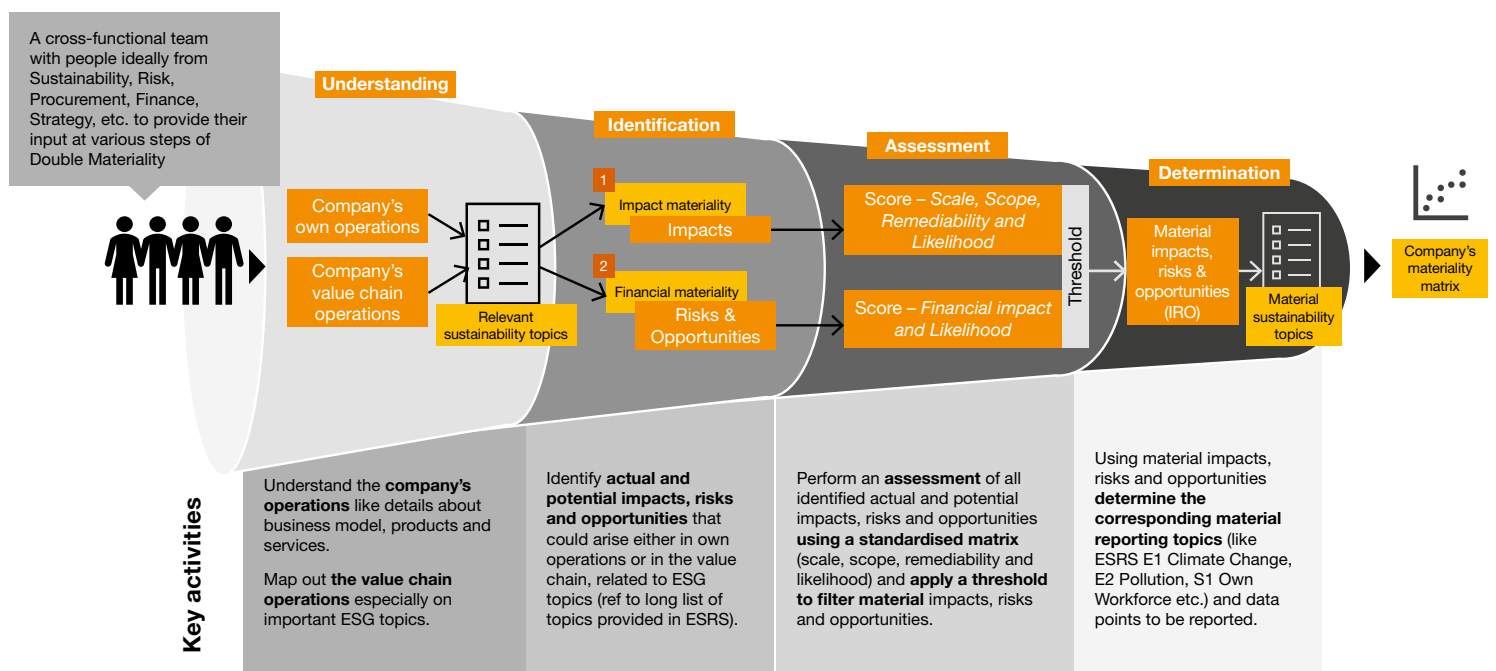 A cross-functional team
with people ideally from
Sustainability, Risk,
Procurement, Finance,
Strategy, etc. to provide their
input at various steps of
Double Materiality
Understanding
Company's
own operations
Company's
value chain
operations
Relevant
sustainability topics
Identification
1
Impact materiality
Impacts
2
Financial materiality
Risks &
Opportunities
Assessment
Score – Scale, Scope,
Remediability and
Likelihood
Score – Financial impact
and Likelihood
Threshold
Determination
Material
impacts,
risks &
opportunities
(IRO)
Material
sustainability
topics
Company's
materiality
matrix
Key activities
Understand the company's
operations like details about
business model, products and
services.
Map out the value chain
operations especially on
important ESG topics.
Identify actual and
potential impacts, risks
and opportunities that
could arise either in own
operations or in the value
chain, related to ESG
topics (ref to long list of
topics provided in ESRS).
Perform an assessment of all
identified actual and potential
impacts, risks and opportunities
using a standardised matrix
(scale, scope, remediability and
likelihood) and apply a threshold
to filter material impacts, risks
and opportunities.
Using material impacts,
risks and opportunities
determine the
corresponding material
reporting topics (like
ESRS E1 Climate Change,
E2 Pollution, S1 Own
Workforce etc.) and data
points to be reported.